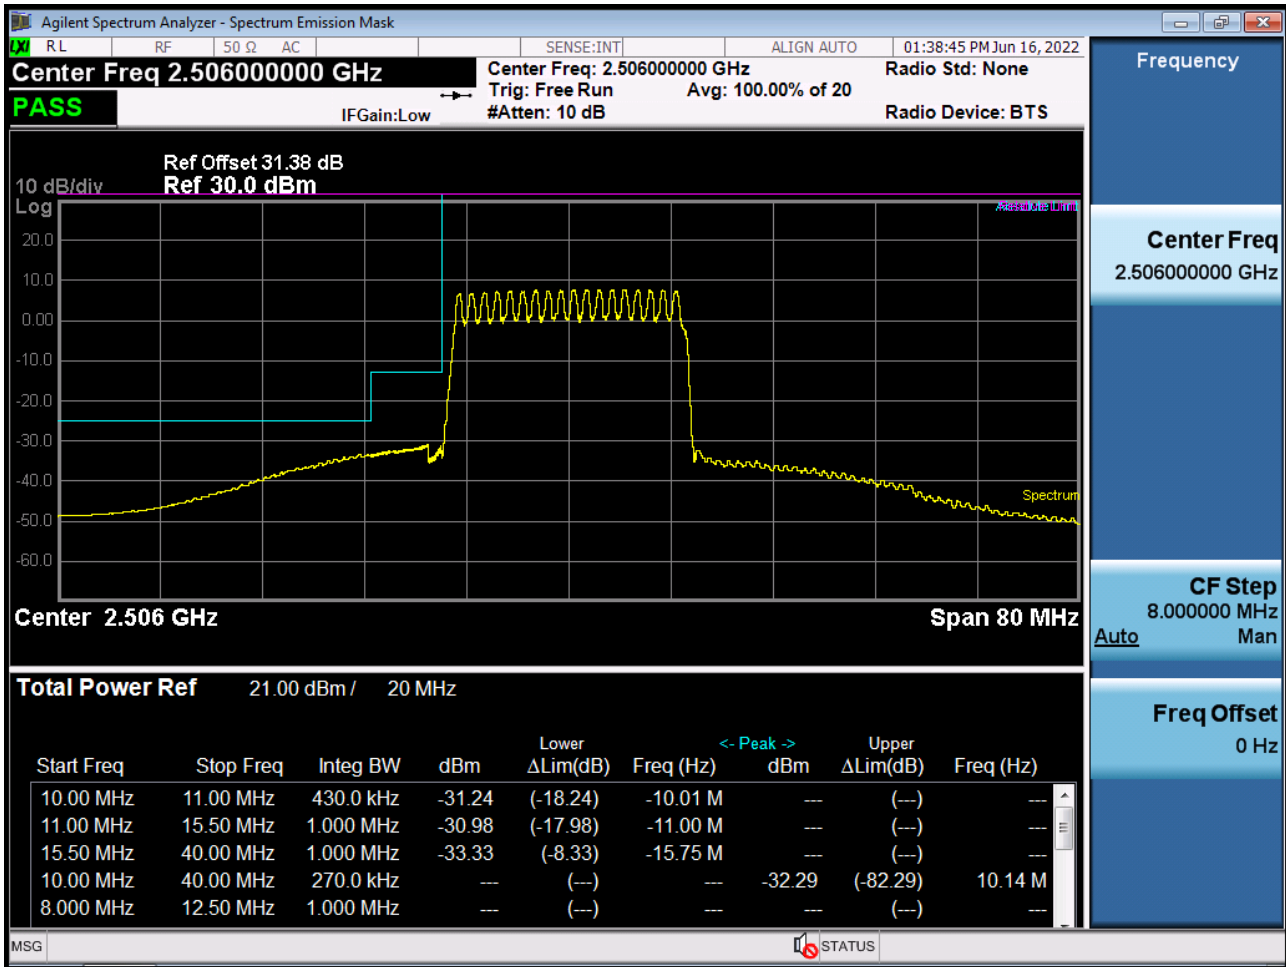 Agilent Spectrum Analyzer - Spectrum Emission Mask
LXI RL RF 50 Ω AC SENSE:INT ALIGN AUTO 01:38:45 PM Jun 16, 2022
Center Freq 2.506000000 GHz
Center Freq: 2.506000000 GHz
Radio Std: None
Trig: Free Run
Avg: 100.00% of 20
PASS
IFGain:Low
#Atten: 10 dB
Radio Device: BTS
Ref Offset 31.38 dB
10 dB/div Ref 30.0 dBm
Log
Absolute Limit
20.0
10.0
0.00
-10.0
-20.0
-30.0
-40.0
Spectrum
-50.0
-60.0
Center 2.506 GHz Span 80 MHz
Total Power Ref 21.00 dBm / 20 MHz
Lower <- Peak -> Upper
Start Freq Stop Freq Integ BW dBm ΔLim(dB) Freq (Hz) dBm ΔLim(dB) Freq (Hz)
10.00 MHz 11.00 MHz 430.0 kHz -31.24 (-18.24) -10.01 M --- (---) ---
11.00 MHz 15.50 MHz 1.000 MHz -30.98 (-17.98) -11.00 M --- (---) ---
15.50 MHz 40.00 MHz 1.000 MHz -33.33 (-8.33) -15.75 M --- (---) ---
10.00 MHz 40.00 MHz 270.0 kHz --- (---) --- -32.29 (-82.29) 10.14 M
8.000 MHz 12.50 MHz 1.000 MHz --- (---) --- --- (---) ---
MSG STATUS
Frequency
Center Freq
2.506000000 GHz
CF Step
8.000000 MHz
Auto Man
Freq Offset
0 Hz